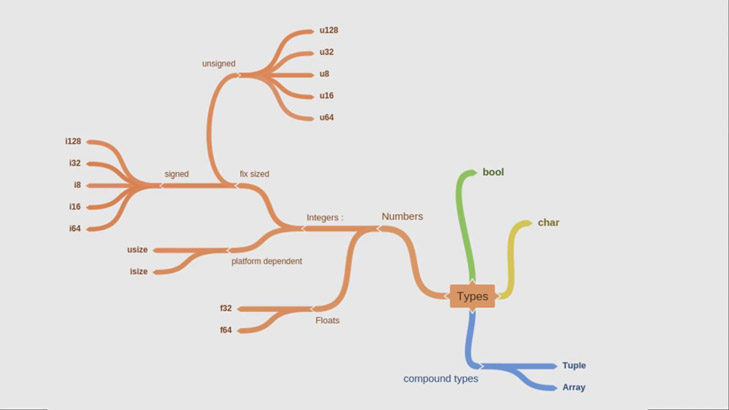 u128
u32
unsigned
u8
u16
u64
i128
i32
signed
fix sized
bool
i8
i16
Integers :
Numbers
char
i64
usize
platform dependent
isize
Types
f32
Floats
f64
Tuple
compound types
Array